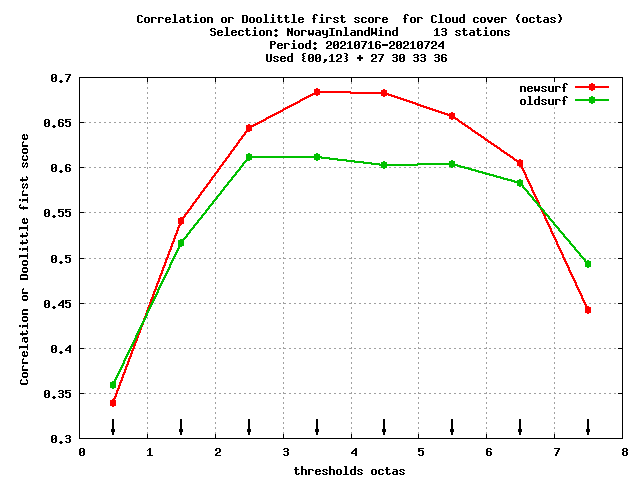 Correlation or Doolittle first score  for Cloud cover (octas)
Selection: NorwayInlandWind     13 stations
Period: 20210716-20210724
Used {00,12} + 27 30 33 36
newsurf
oldsurf
0.7
0.65
0.6
0.55
0.5
0.45
0.4
0.35
0.3
Correlation or Doolittle first score
0 1 2 3 4 5 6 7 8
thresholds octas